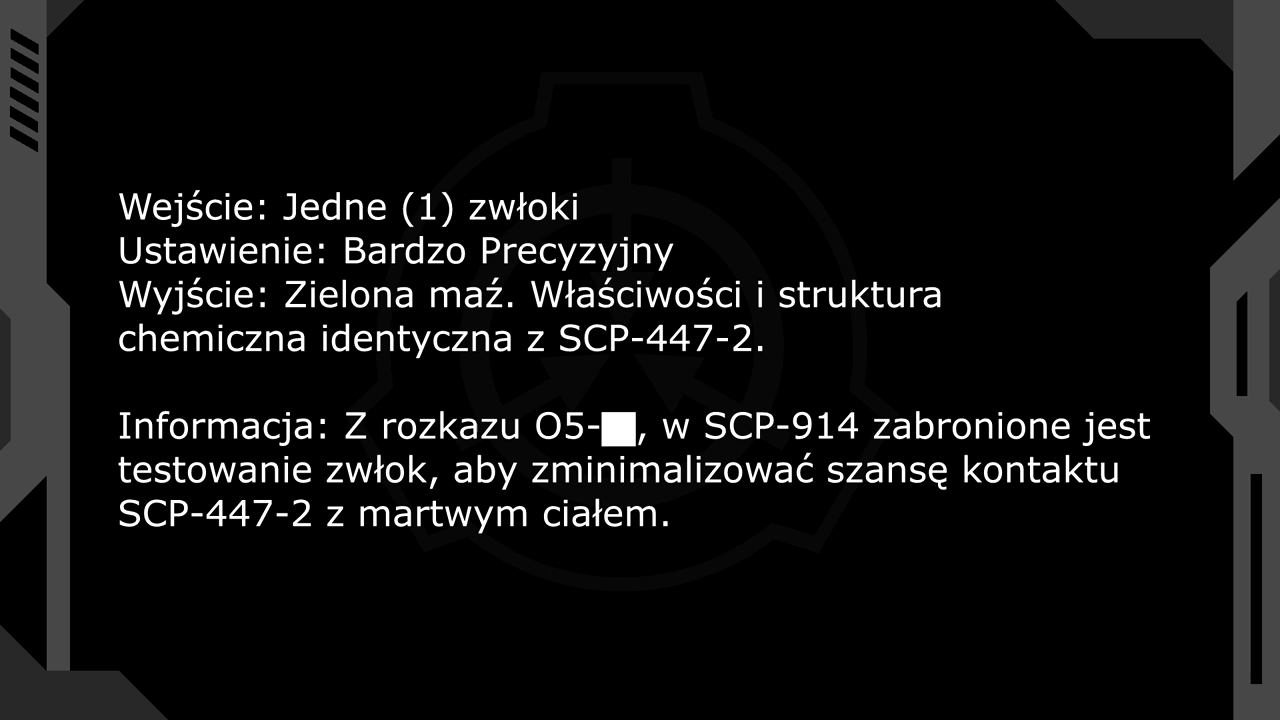 Wejście: Jedne (1) zwłoki
Ustawienie: Bardzo Precyzyjny
Wyjście: Zielona maź. Właściwości i struktura
chemiczna identyczna z SCP-447-2.
Informacja: Z rozkazu O5-█, w SCP-914 zabronione jest
testowanie zwłok, aby zminimalizować szansę kontaktu
SCP-447-2 z martwym ciałem.